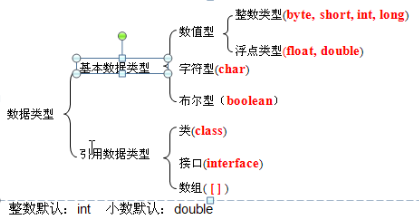 整数类型(byte, short, int, long)
数值型
浮点类型(float, double)
基本数据类型
字符型(char)
布尔型（boolean)
数据类型
类(class)
引用数据类型
接口(interface)
数组( [ ] )
整数默认：int 小数默认：double